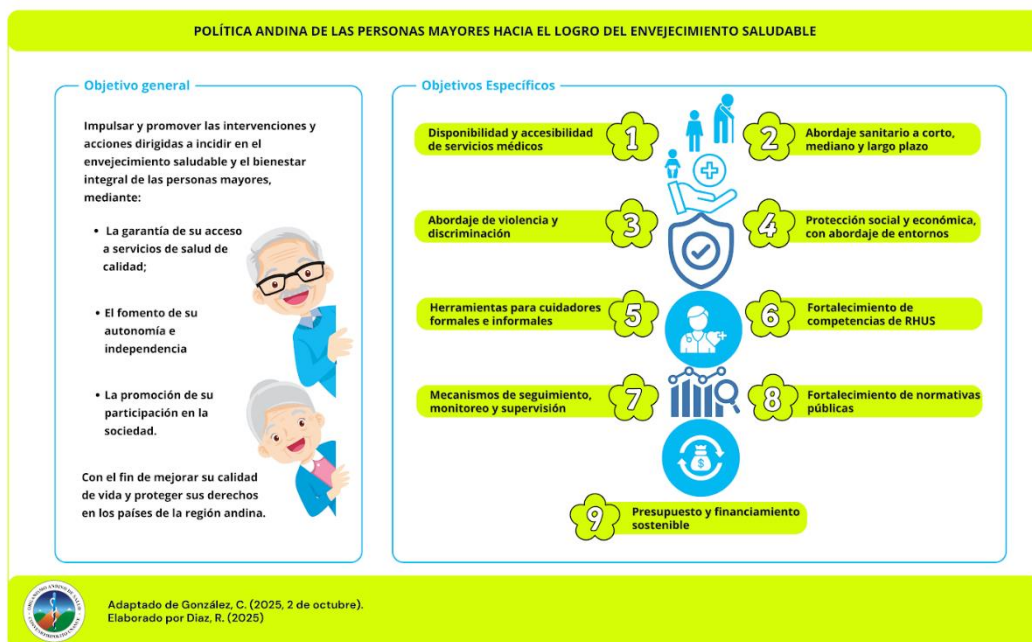 POLÍTICA ANDINA DE LAS PERSONAS MAYORES HACIA EL LOGRO DEL ENVEJECIMIENTO SALUDABLE
Objetivo general
Impulsar y promover las intervenciones y
acciones dirigidas a incidir en el
envejecimiento saludable y el bienestar
integral de las personas mayores,
mediante:
• La garantía de su acceso
a servicios de salud de
calidad;
• El fomento de su
autonomía e
independencia
• La promoción de su
participación en la
sociedad.
Con el fin de mejorar su calidad
de vida y proteger sus derechos
en los países de la región andina.
Objetivos Específicos
Disponibilidad y accesibilidad
de servicios médicos
1
2
Abordaje sanitario a corto,
mediano y largo plazo
Abordaje de violencia y
discriminación
3
4
Protección social y económica,
con abordaje de entornos
Herramientas para cuidadores
formales e informales
5
6
Fortalecimiento de
competencias de RHUS
Mecanismos de seguimiento,
monitoreo y supervisión
7
8
Fortalecimiento de normativas
públicas
$
9
Presupuesto y financiamiento
sostenible
ORGANISMO ANDINO DE SALUD
CONVENIO HIPÓLITO UNANUE
Adaptado de González, C. (2025, 2 de octubre).
Elaborado por Díaz, R. (2025)